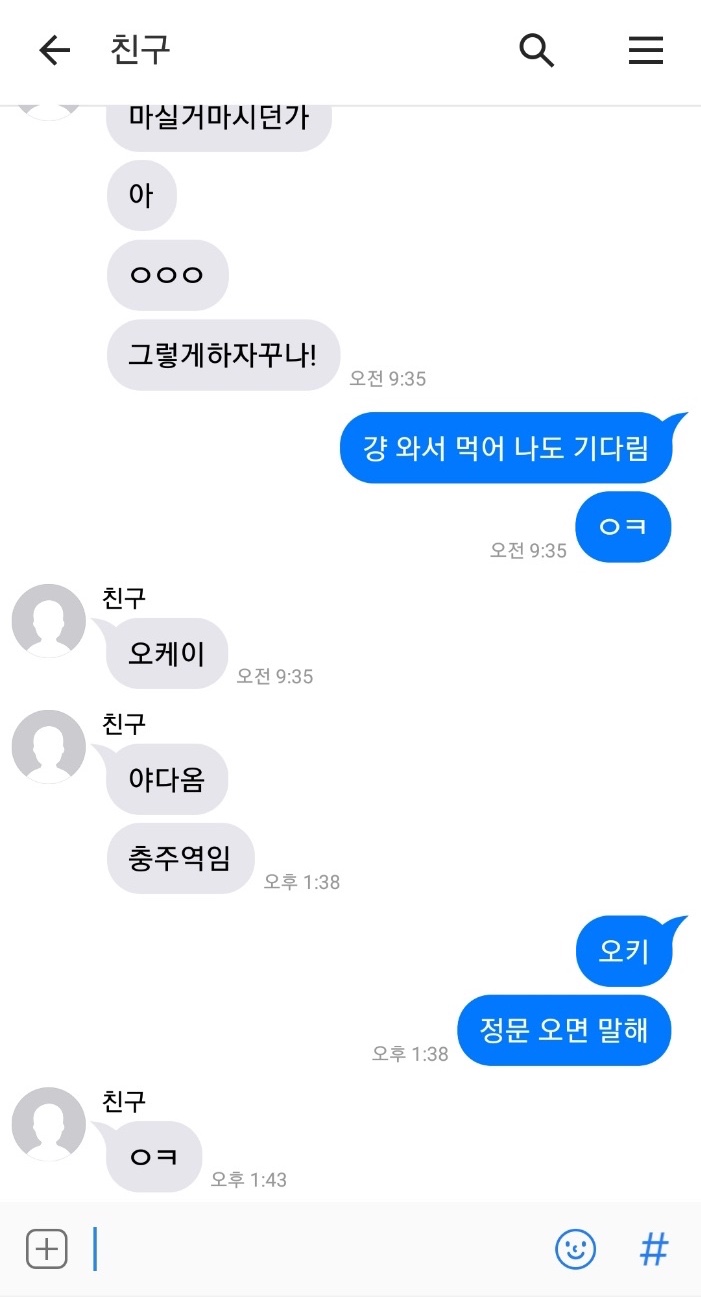 친구
마실거마시던가
아
ㅇㅇㅇ
그렇게하자꾸나!
오전 9:35
걍 와서 먹어 나도 기다림
ㅇㅋ
오전 9:35
친구
오케이
오전 9:35
친구
야다옴
충주역임
오후 1:38
오키
정문 오면 말해
오후 1:38
친구
ㅇㅋ
오후 1:43
#